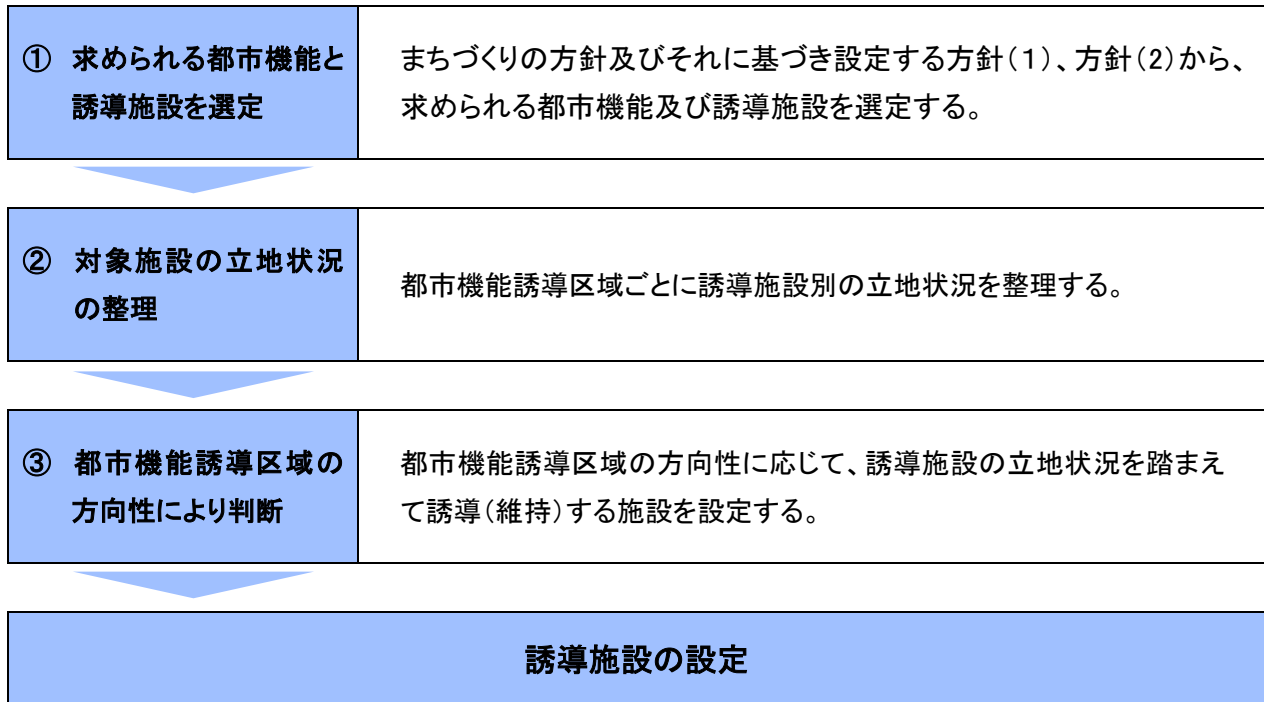 ① 求められる都市機能と
誘導施設を選定
まちづくりの方針及びそれに基づき設定する方針(1)、方針(2)から、
求められる都市機能及び誘導施設を選定する。
② 対象施設の立地状況
の整理
都市機能誘導区域ごとに誘導施設別の立地状況を整理する。
③ 都市機能誘導区域の
方向性により判断
都市機能誘導区域の方向性に応じて、誘導施設の立地状況を踏まえ
て誘導(維持)する施設を設定する。
誘導施設の設定